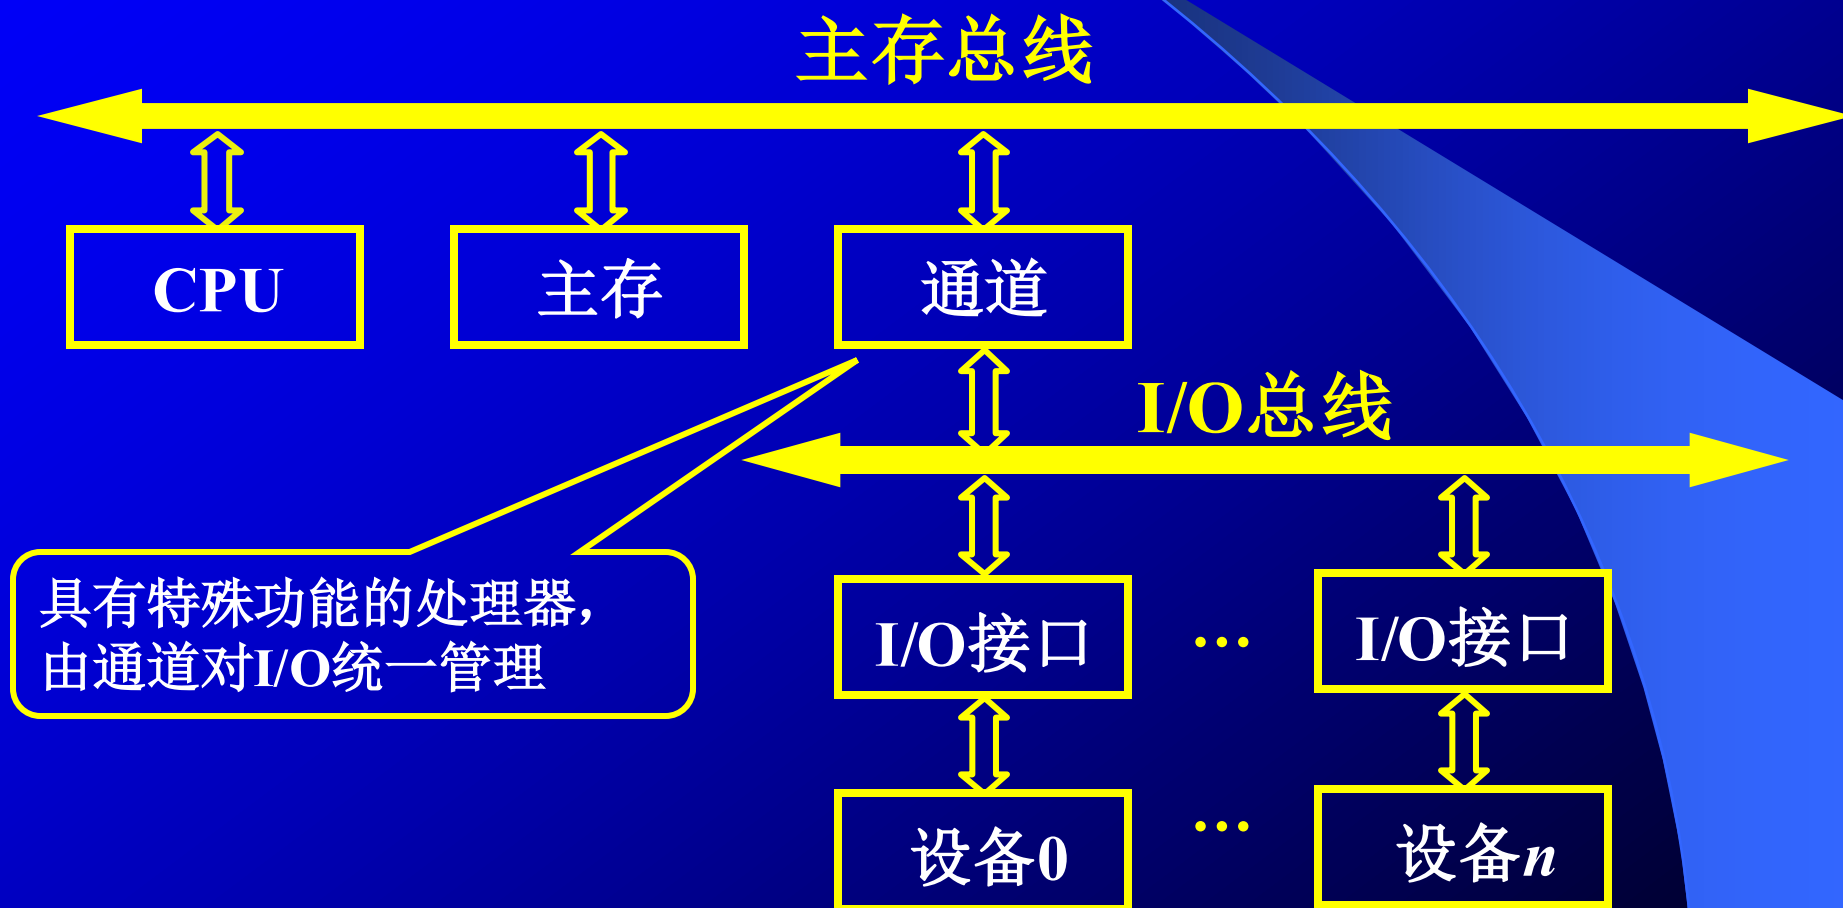 主存总线
CPU
主存
通道
I/O总线
具有特殊功能的处理器，
由通道对I/O统一管理
I/O接口
…
I/O接口
设备0
…
设备n